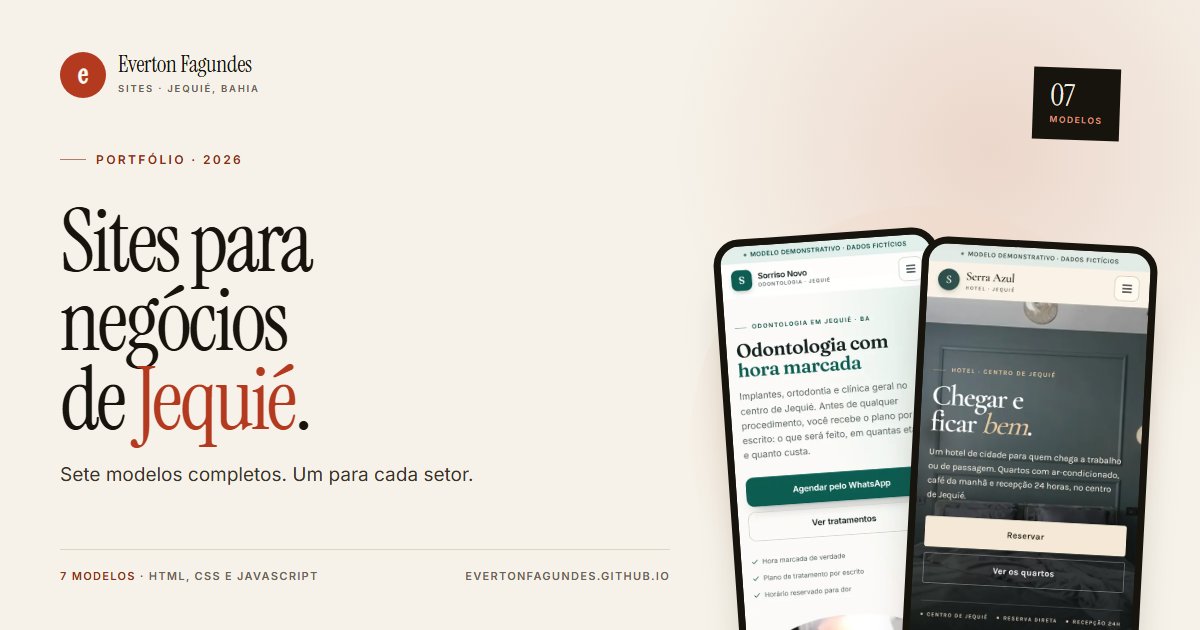 e
Everton Fagundes
SITES · JEQUIÉ, BAHIA
PORTFÓLIO · 2026
Sites para
negócios
de Jequié.
Sete modelos completos. Um para cada setor.
7 MODELOS · HTML, CSS E JAVASCRIPT
EVERTONFAGUNDES.GITHUB.IO
07
MODELOS
MODELO DEMONSTRATIVO · DADOS FICTÍCIOS
S
Sorriso Novo
ODONTOLOGIA · JEQUIÉ
ODONTOLOGIA EM JEQUIÉ · BA
Odontologia com
hora marcada
Implantes, ortodontia e clínica geral no
centro de Jequié. Antes de qualquer
procedimento, você recebe o plano por
escrito: o que será feito, em quantas
e quanto custa.
Agendar pelo WhatsApp
Ver tratamentos
Hora marcada de verdade
Plano de tratamento por escrito
Horário reservado para dor
MODELO DEMONSTRATIVO · DADOS FICTÍCIOS
S
Serra Azul
HOTEL · JEQUIÉ
HOTEL · CENTRO DE JEQUIÉ
Chegar e
ficar bem.
Um hotel de cidade para quem chega a trabalho
ou de passagem. Quartos com ar-condicionado,
café da manhã e recepção 24 horas, no centro
de Jequié.
Reservar
Ver os quartos
CENTRO DE JEQUIÉ
RESERVA DIRETA
RECEPÇÃO 24H